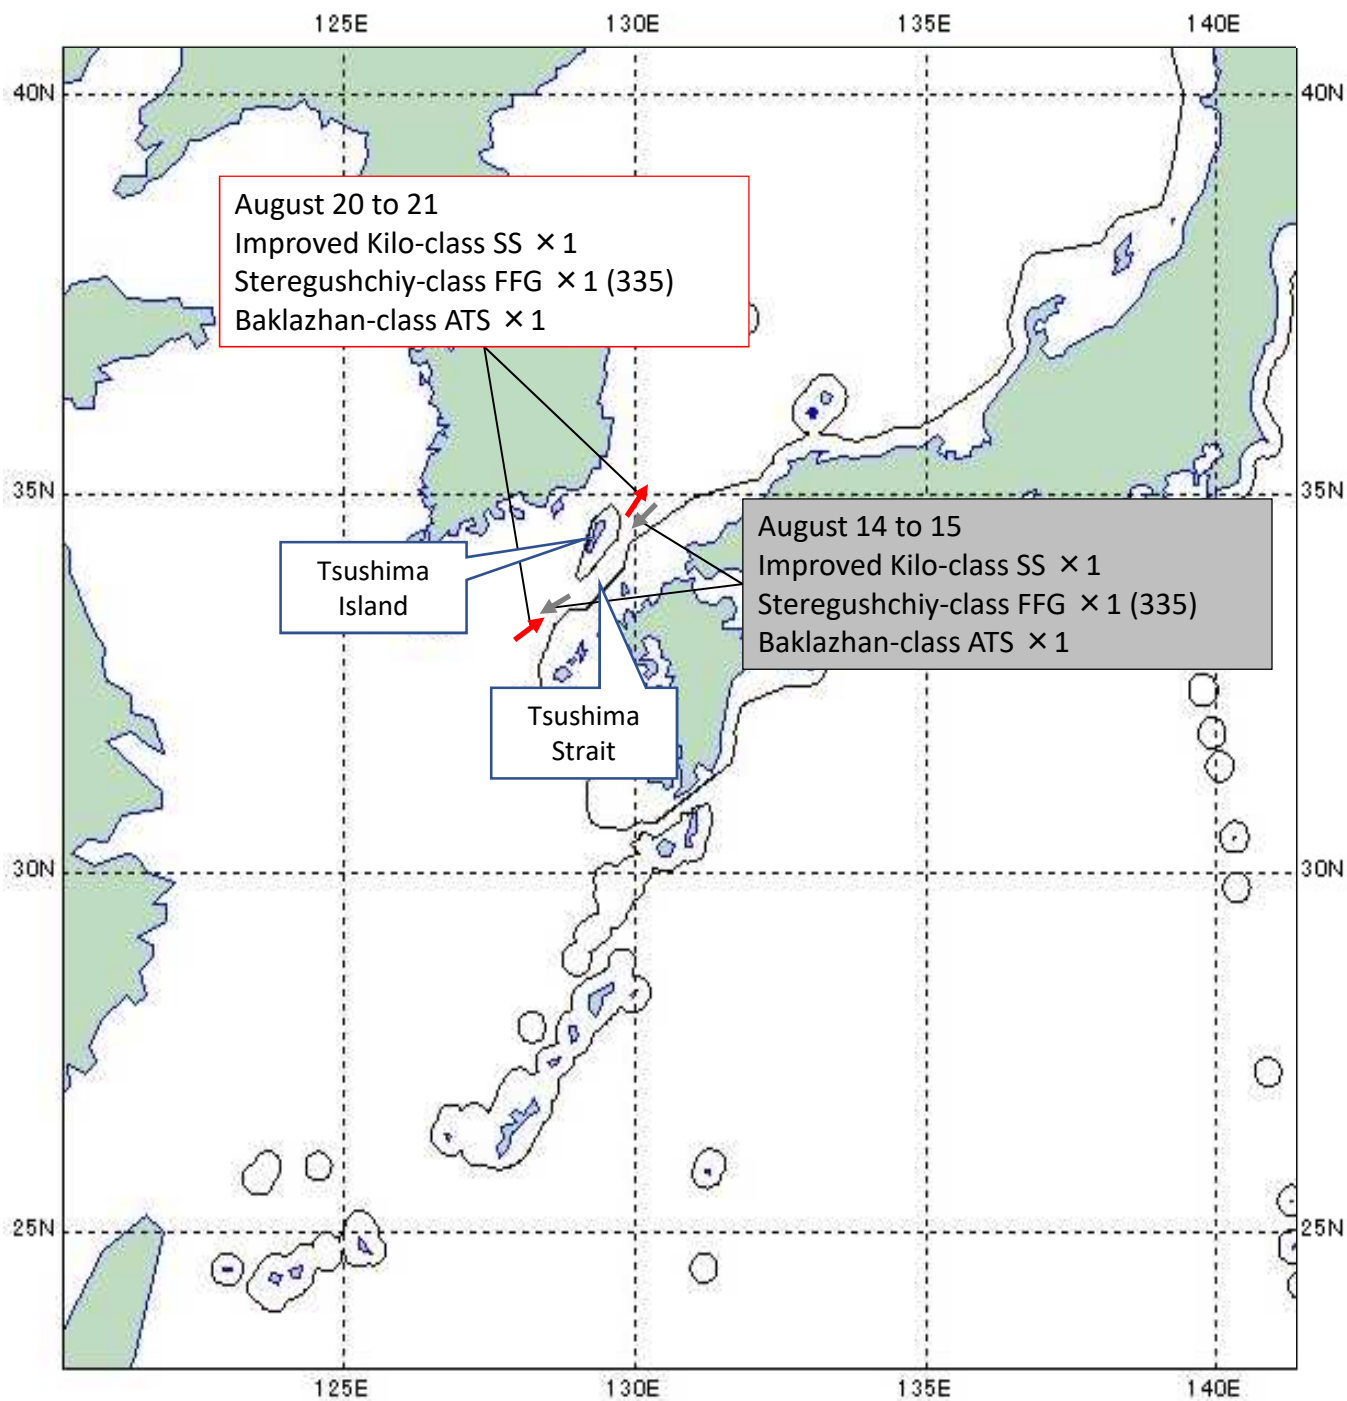 125E 130E 135E 140E
40N 40N
August 20 to 21
Improved Kilo-class SS ×1
Steregushchiy-class FFG ×1 (335)
Baklazhan-class ATS ×1
35N 35N
August 14 to 15
Improved Kilo-class SS ×1
Steregushchiy-class FFG ×1 (335)
Baklazhan-class ATS ×1
Tsushima
Island
Tsushima
Strait
30N 30N
25N 25N
125E 130E 135E 140E